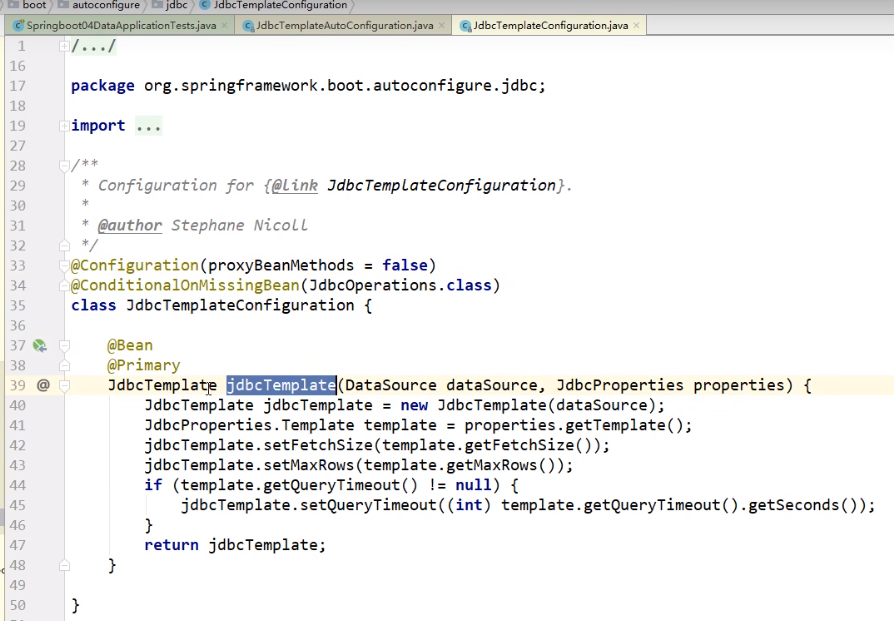 boot autoconfigure jdbc JdbcTemplateConfiguration
Springboot04DataApplicationTests.java × JdbcTemplateAutoConfiguration.java × JdbcTemplateConfiguration.java ×
1 /.../
16
17 package org.springframework.boot.autoconfigure.jdbc;
18
19 import ...
27
28 /**
29 * Configuration for {@link JdbcTemplateConfiguration}.
30 *
31 * @author Stephane Nicoll
32 */
33 @Configuration(proxyBeanMethods = false)
34 @ConditionalOnMissingBean(JdbcOperations.class)
35 class JdbcTemplateConfiguration {
36
37 @Bean
38 @Primary
39 @ JdbcTemplate jdbcTemplate(DataSource dataSource, JdbcProperties properties) {
40 JdbcTemplate jdbcTemplate = new JdbcTemplate(dataSource);
41 JdbcProperties.Template template = properties.getTemplate();
42 jdbcTemplate.setFetchSize(template.getFetchSize());
43 jdbcTemplate.setMaxRows(template.getMaxRows());
44 if (template.getQueryTimeout() != null) {
45 jdbcTemplate.setQueryTimeout((int) template.getQueryTimeout().getSeconds());
46 }
47 return jdbcTemplate;
48 }
49
50 }